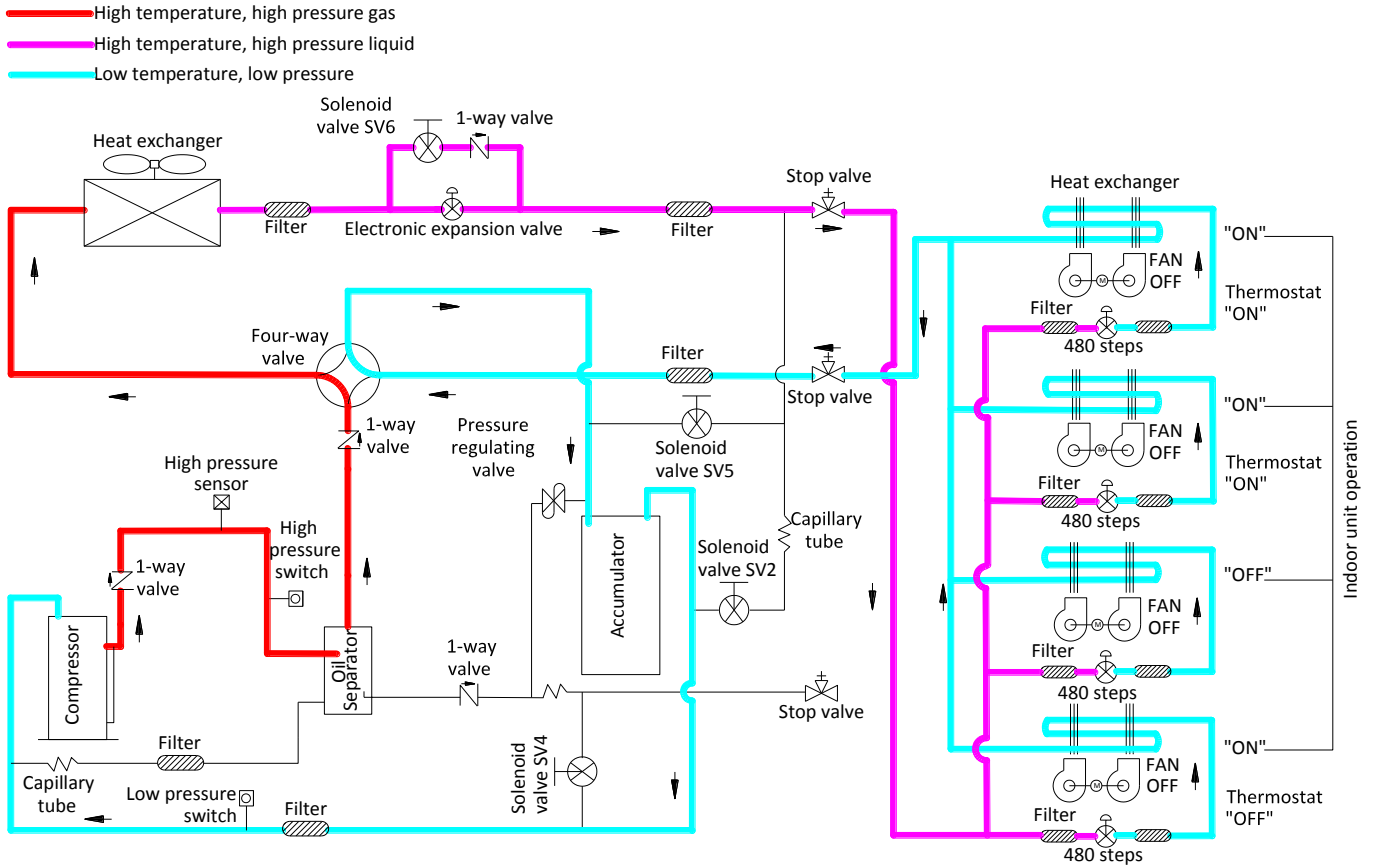 High temperature, high pressure gas
High temperature, high pressure liquid
Low temperature, low pressure
Solenoid
valve SV6
1-way valve
Heat exchanger
Filter
Electronic expansion valve
Filter
Stop valve
Heat exchanger
"ON"
FAN
OFF
Thermostat
"ON"
Filter
M
480 steps
Four-way
valve
Filter
Stop valve
1-way
valve
Pressure
regulating
valve
Solenoid
valve SV5
"ON"
FAN
OFF
Thermostat
"ON"
Filter
M
480 steps
High pressure
sensor
High
pressure
switch
1-way
valve
Accumulator
Solenoid
valve SV2
Capillary
tube
"OFF"
FAN
OFF
Filter
M
480 steps
Indoor unit operation
Compressor
Oil
Separator
1-way
valve
Stop valve
Filter
Capillary
tube
Low pressure
switch
Filter
Solenoid
valve SV4
"ON"
FAN
OFF
Thermostat
"OFF"
Filter
M
480 steps